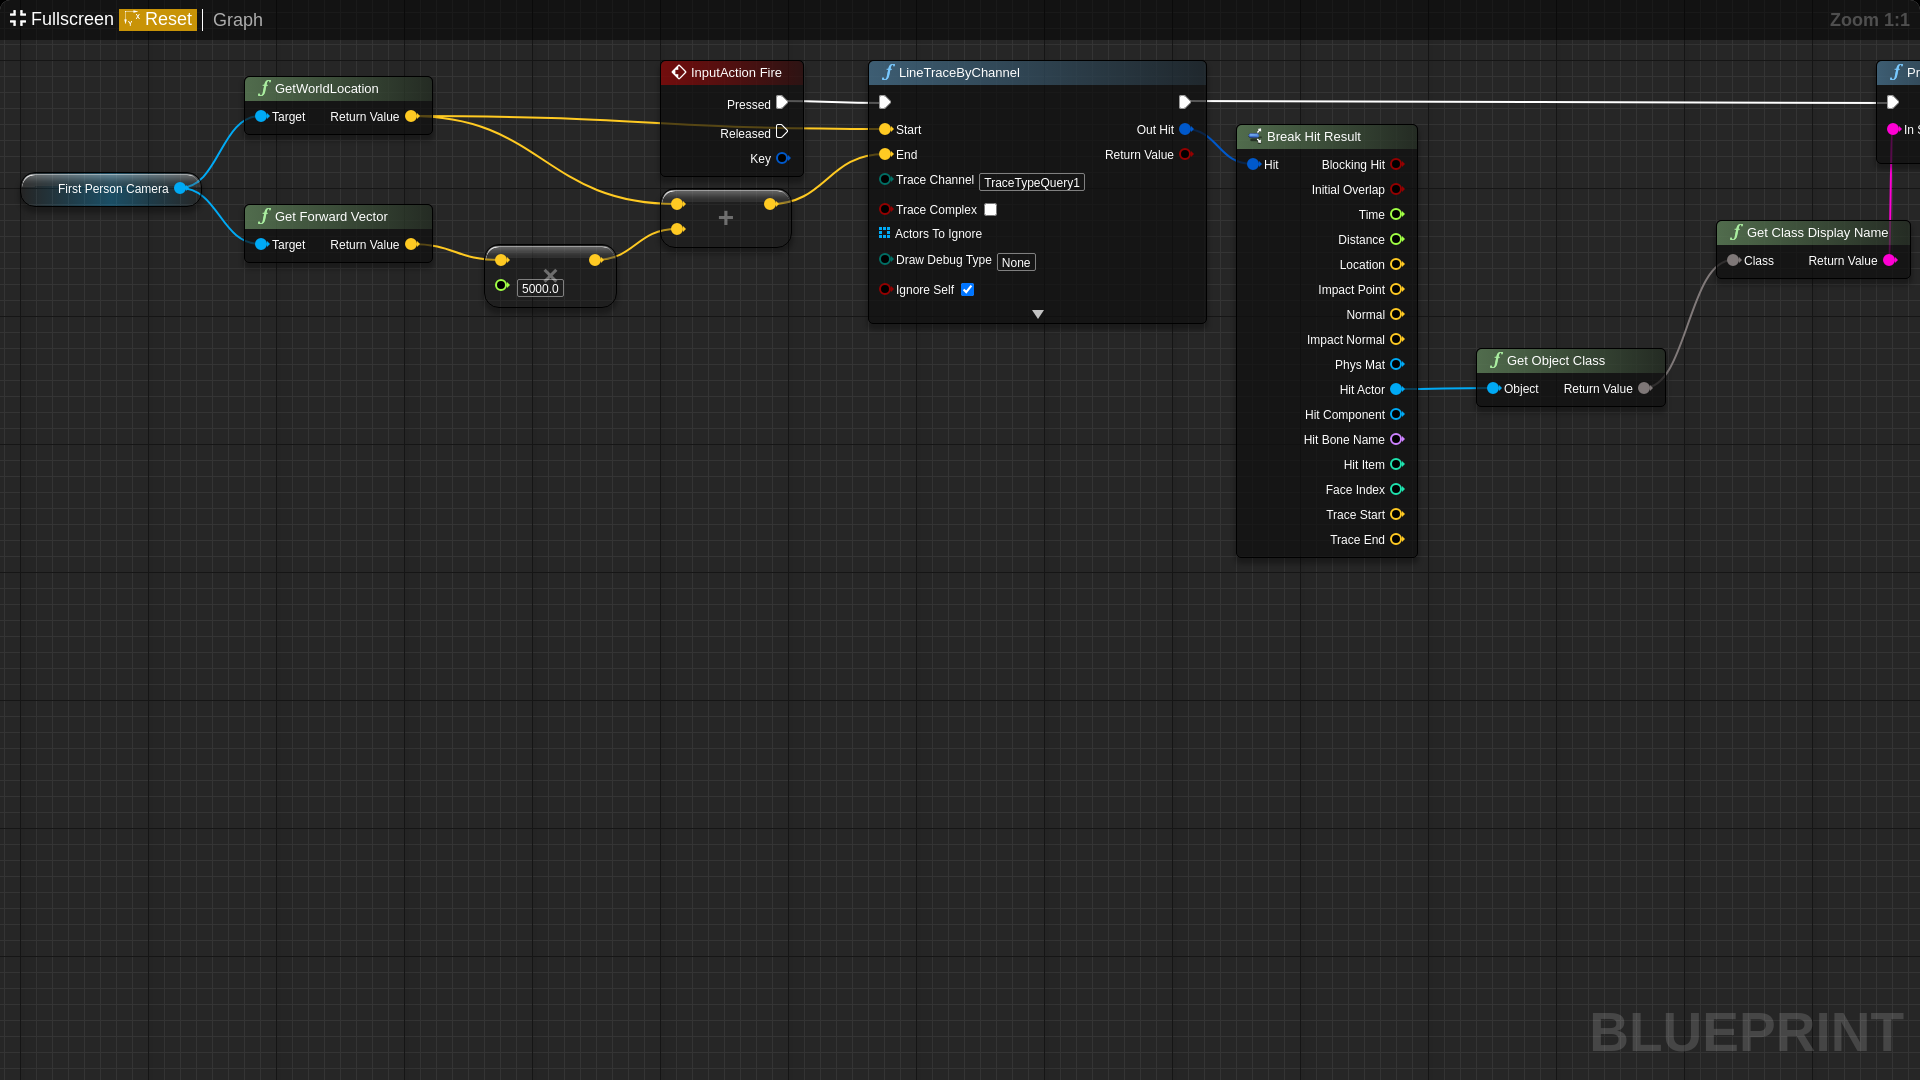 Fullscreen Reset Graph
Zoom 1:1
First Person Camera
GetWorldLocation
Target Return Value
Get Forward Vector
Target Return Value
×
5000.0
InputAction Fire
Pressed
Released
Key
+
LineTraceByChannel
Start Out Hit
End Return Value
Trace Channel TraceTypeQuery1
Trace Complex
Actors To Ignore
Draw Debug Type None
Ignore Self
Break Hit Result
Hit Blocking Hit
Initial Overlap
Time
Distance
Location
Impact Point
Normal
Impact Normal
Phys Mat
Hit Actor
Hit Component
Hit Bone Name
Hit Item
Face Index
Trace Start
Trace End
Get Object Class
Object Return Value
Get Class Display Name
Class Return Value
Pr
In S
BLUEPRINT